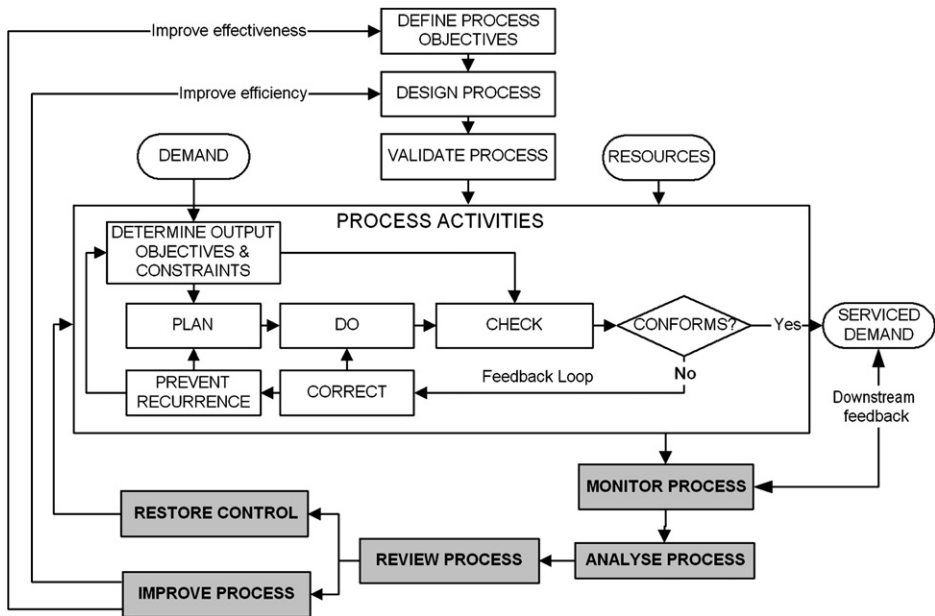 Improve effectiveness
DEFINE PROCESS
OBJECTIVES
Improve efficiency
DESIGN PROCESS
DEMAND
VALIDATE PROCESS
RESOURCES
PROCESS ACTIVITIES
DETERMINE OUTPUT
OBJECTIVES &
CONSTRAINTS
PLAN
DO
CHECK
CONFORMS?
Yes
SERVICED
DEMAND
PREVENT
RECURRENCE
CORRECT
Feedback Loop
No
Downstream
feedback
MONITOR PROCESS
RESTORE CONTROL
REVIEW PROCESS
ANALYSE PROCESS
IMPROVE PROCESS